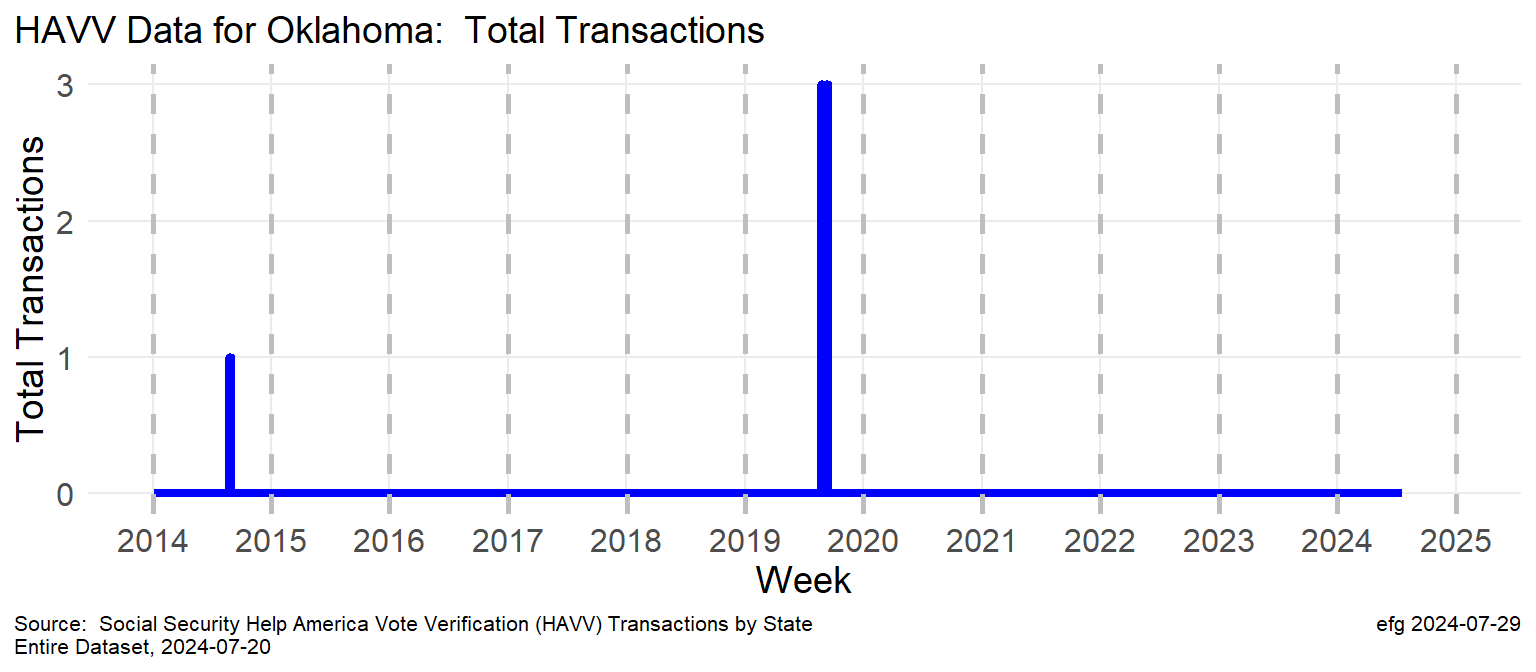 HAVV Data for Oklahoma:  Total Transactions
Total Transactions
3
2
1
0
2014 2015 2016 2017 2018 2019 2020 2021 2022 2023 2024 2025
Week
Source:  Social Security Help America Vote Verification (HAVV) Transactions by State
Entire Dataset, 2024-07-20
efg 2024-07-29